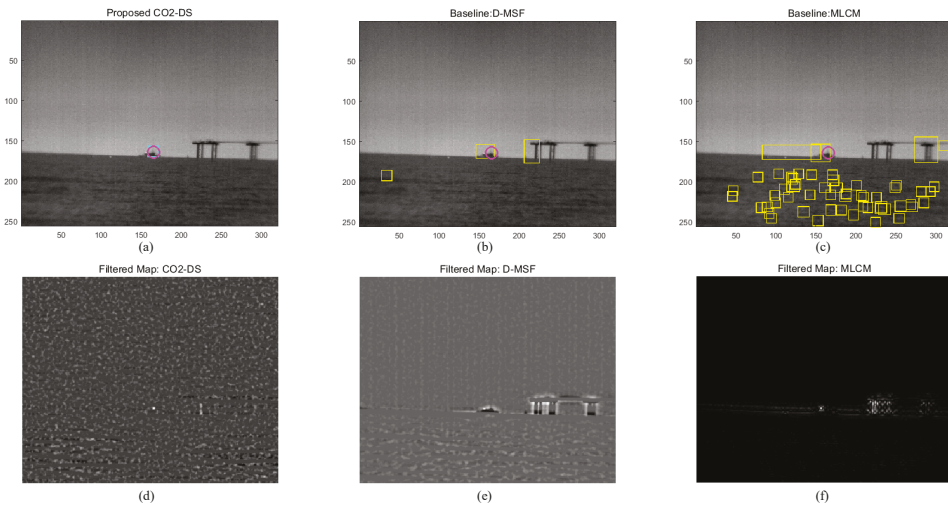 Proposed CO2-DS
Baseline:D-MSF
Baseline:MLCM
50
100
150
200
250
50
100
150
200
250
300
(a)
50
100
150
200
250
50
100
150
200
250
300
(b)
50
100
150
200
250
50
100
150
200
250
300
(c)
Filtered Map: CO2-DS
Filtered Map: D-MSF
Filtered Map: MLCM
(d)
(e)
(f)